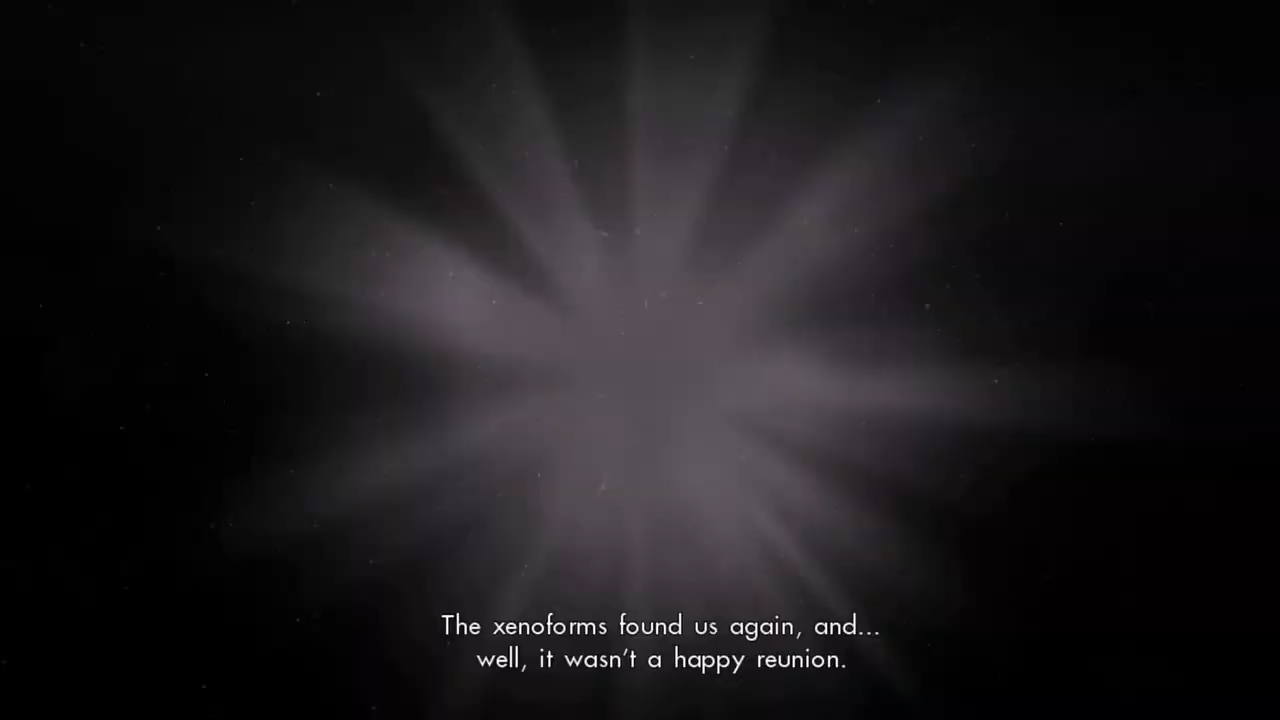 The xenoforms found us again, and...
well, it wasn't a happy reunion.